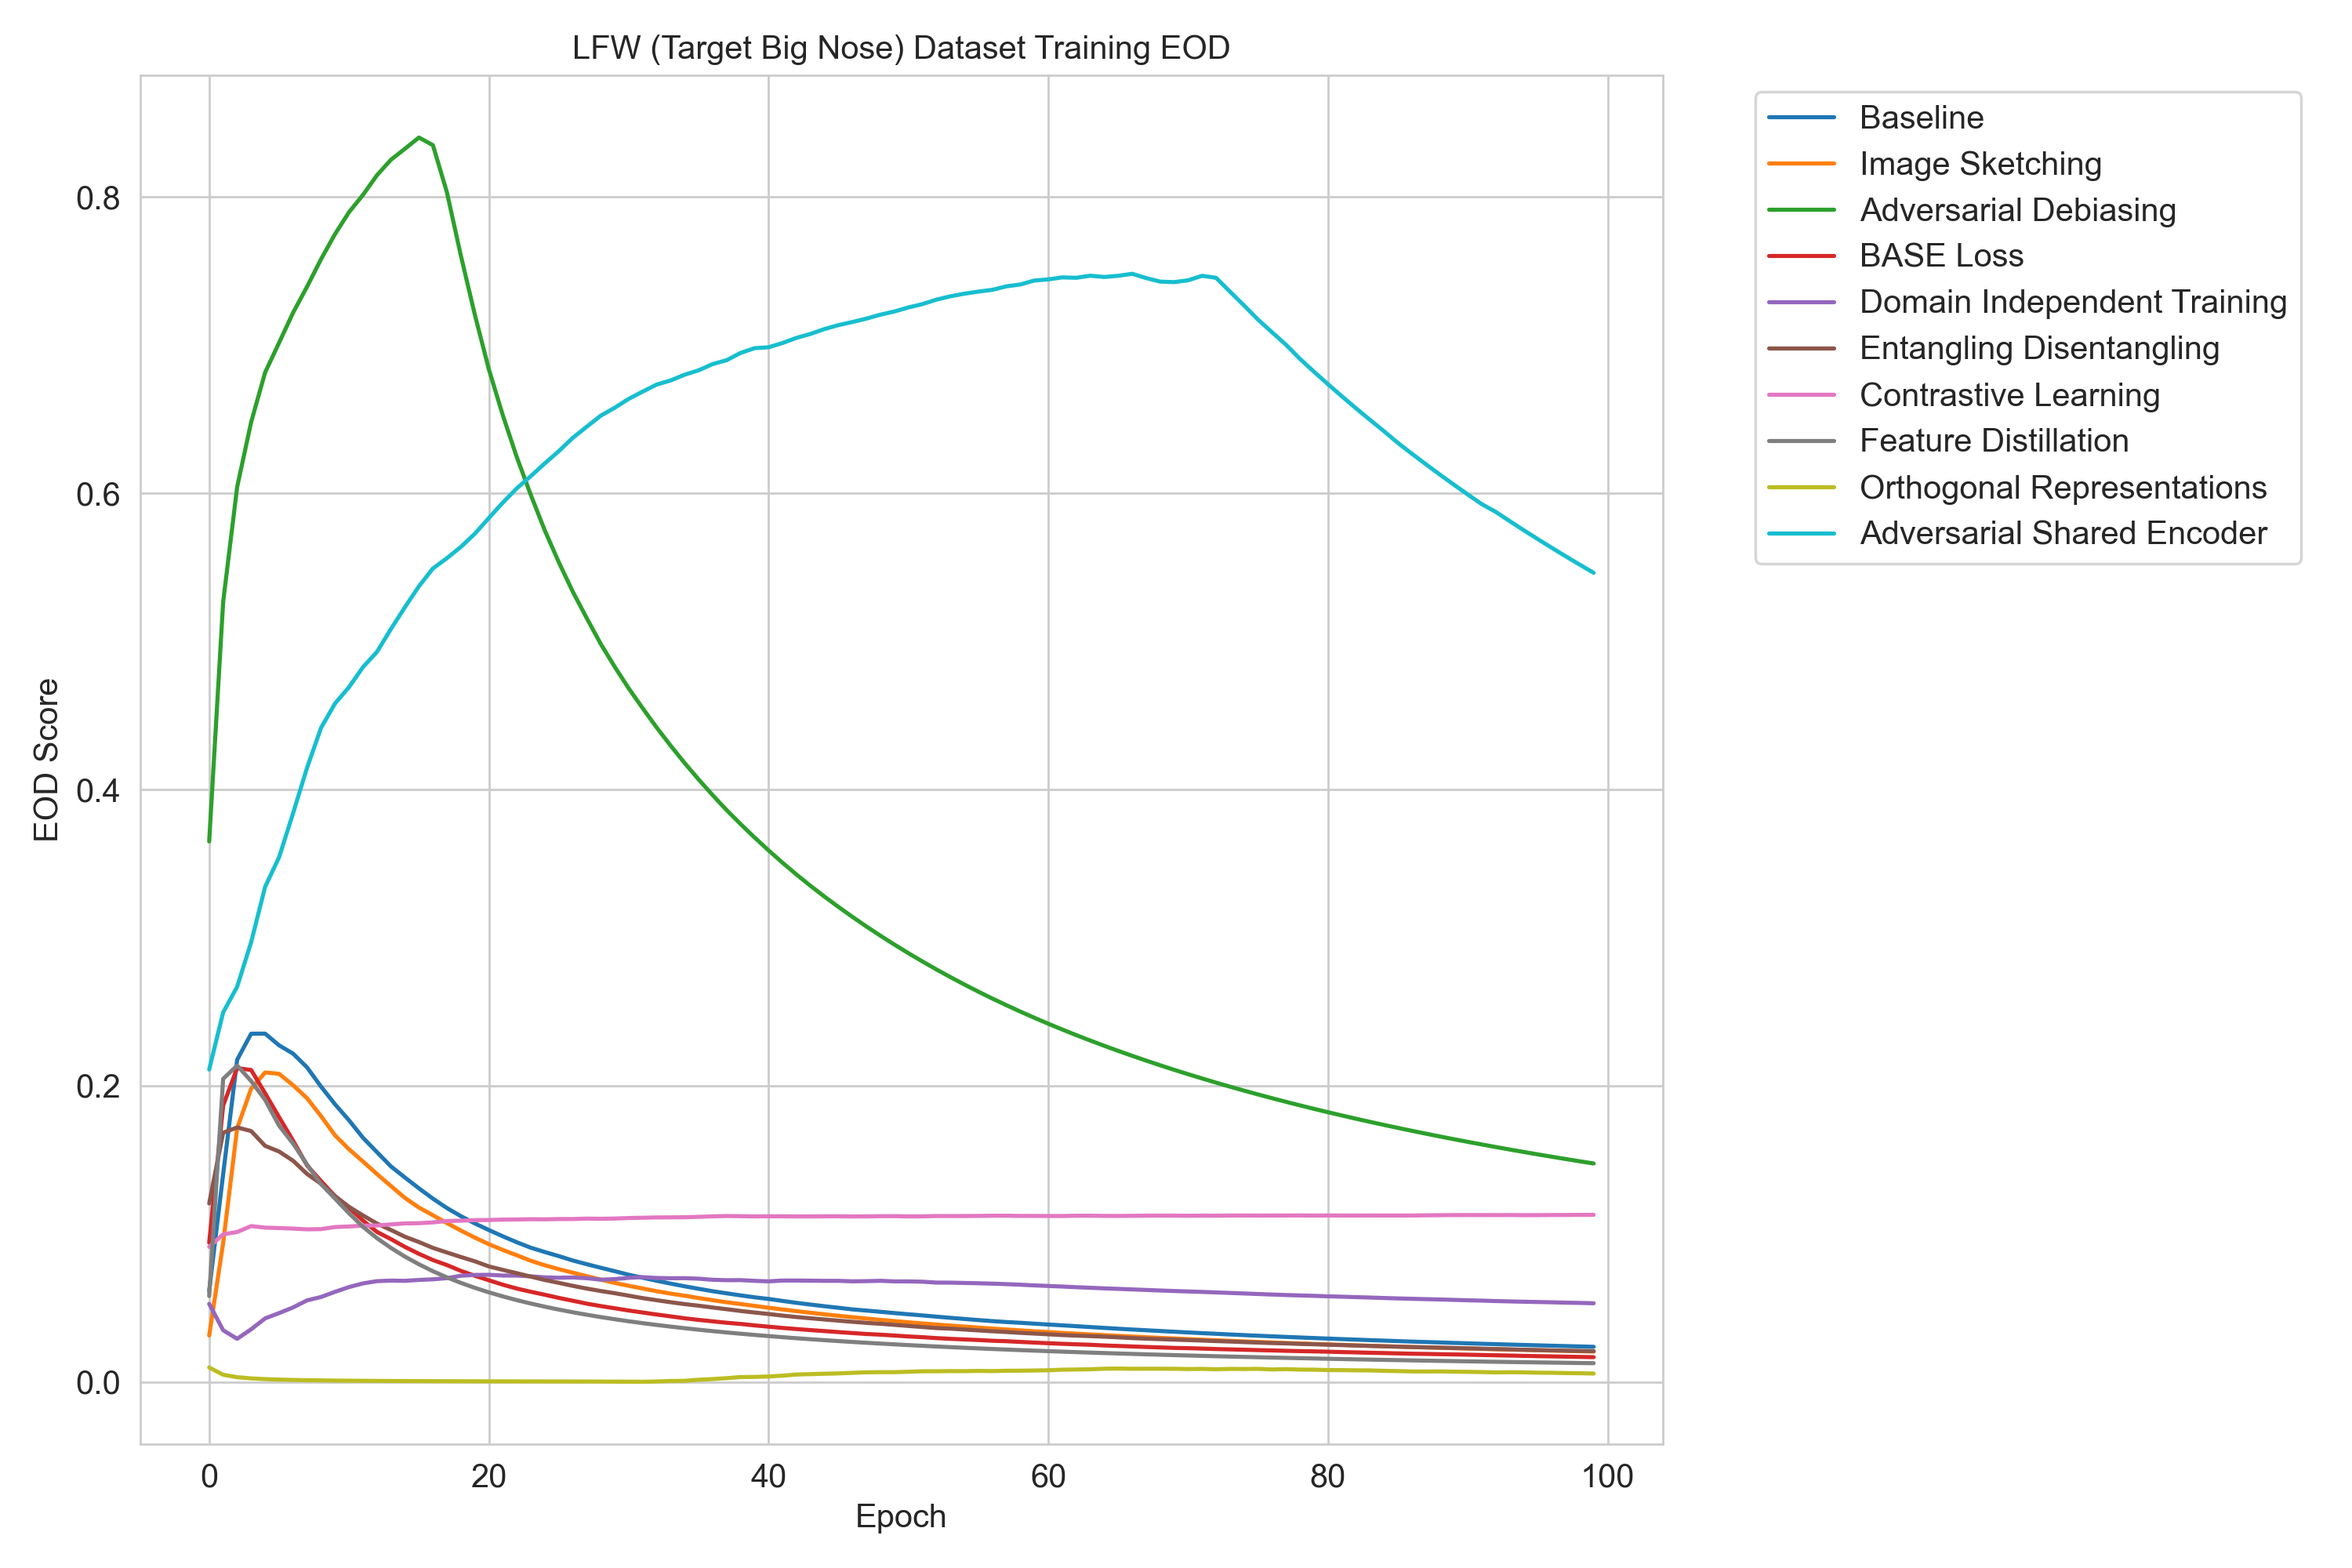 LFW (Target Big Nose) Dataset Training EOD
Baseline
Image Sketching
Adversarial Debiasing
BASE Loss
Domain Independent Training
Entangling Disentangling
Contrastive Learning
Feature Distillation
Orthogonal Representations
Adversarial Shared Encoder
EOD Score
0.8
0.6
0.4
0.2
0.0
0 20 40 60 80 100
Epoch